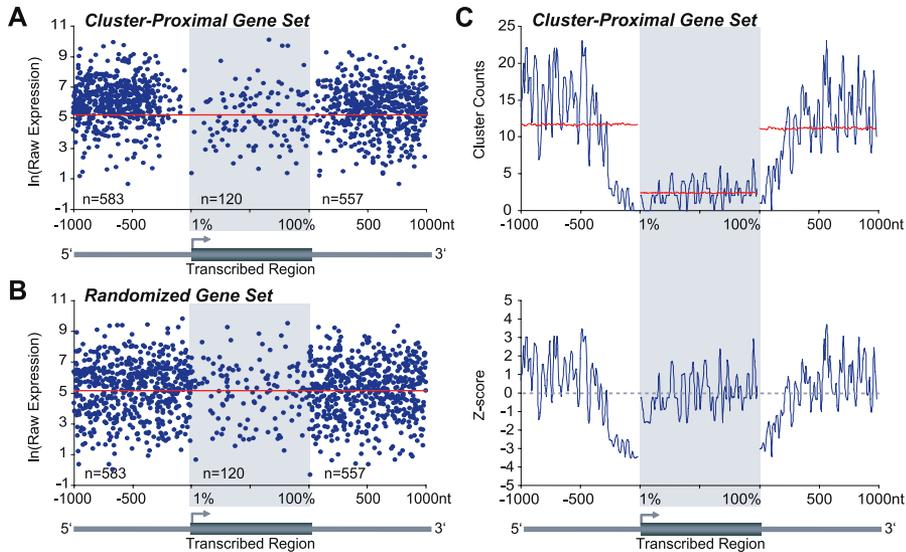 A
Cluster-Proximal Gene Set
ln(Raw Expression)
11
9
7
5
3
1
-1
n=583
n=120
n=557
-1000
-500
1%
100%
500
1000nt
5‘
3‘
Transcribed Region
B
Randomized Gene Set
ln(Raw Expression)
11
9
7
5
3
1
-1
n=583
n=120
n=557
-1000
-500
1%
100%
500
1000nt
5‘
3‘
Transcribed Region
C
Cluster-Proximal Gene Set
Cluster Counts
25
20
15
10
5
0
-1000
-500
1%
100%
500
1000nt
Z-score
5
4
3
2
1
0
-1
-2
-3
-4
-5
-1000
-500
1%
100%
500
1000nt
5‘
3‘
Transcribed Region